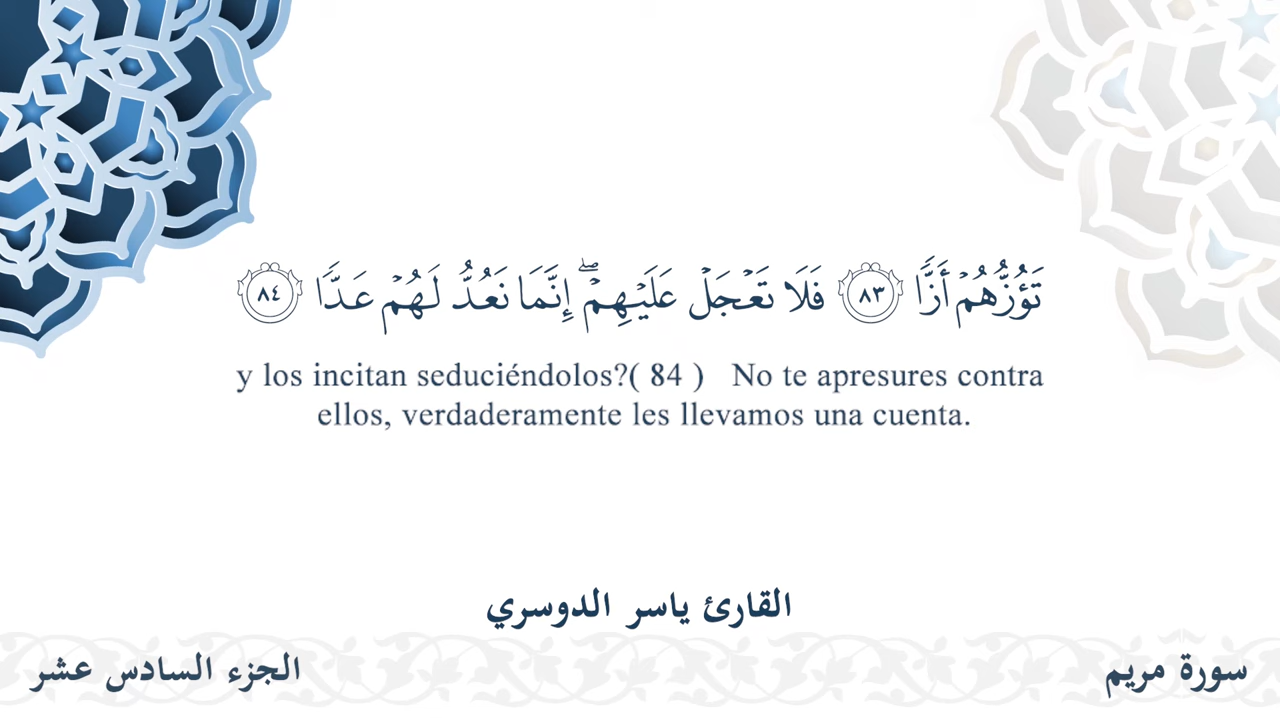 تَؤُزُّهُمۡ أَزّٗا ٨٣ فَلَا تَعۡجَلۡ عَلَيۡهِمۡۖ إِنَّمَا نَعُدُّ لَهُمۡ عَدّٗا ٨٤
y los incitan seduciéndolos?( 84 ) No te apresures contra
ellos, verdaderamente les llevamos una cuenta.
القارئ ياسر الدوسري
سورة مريم
الجزء السادس عشر